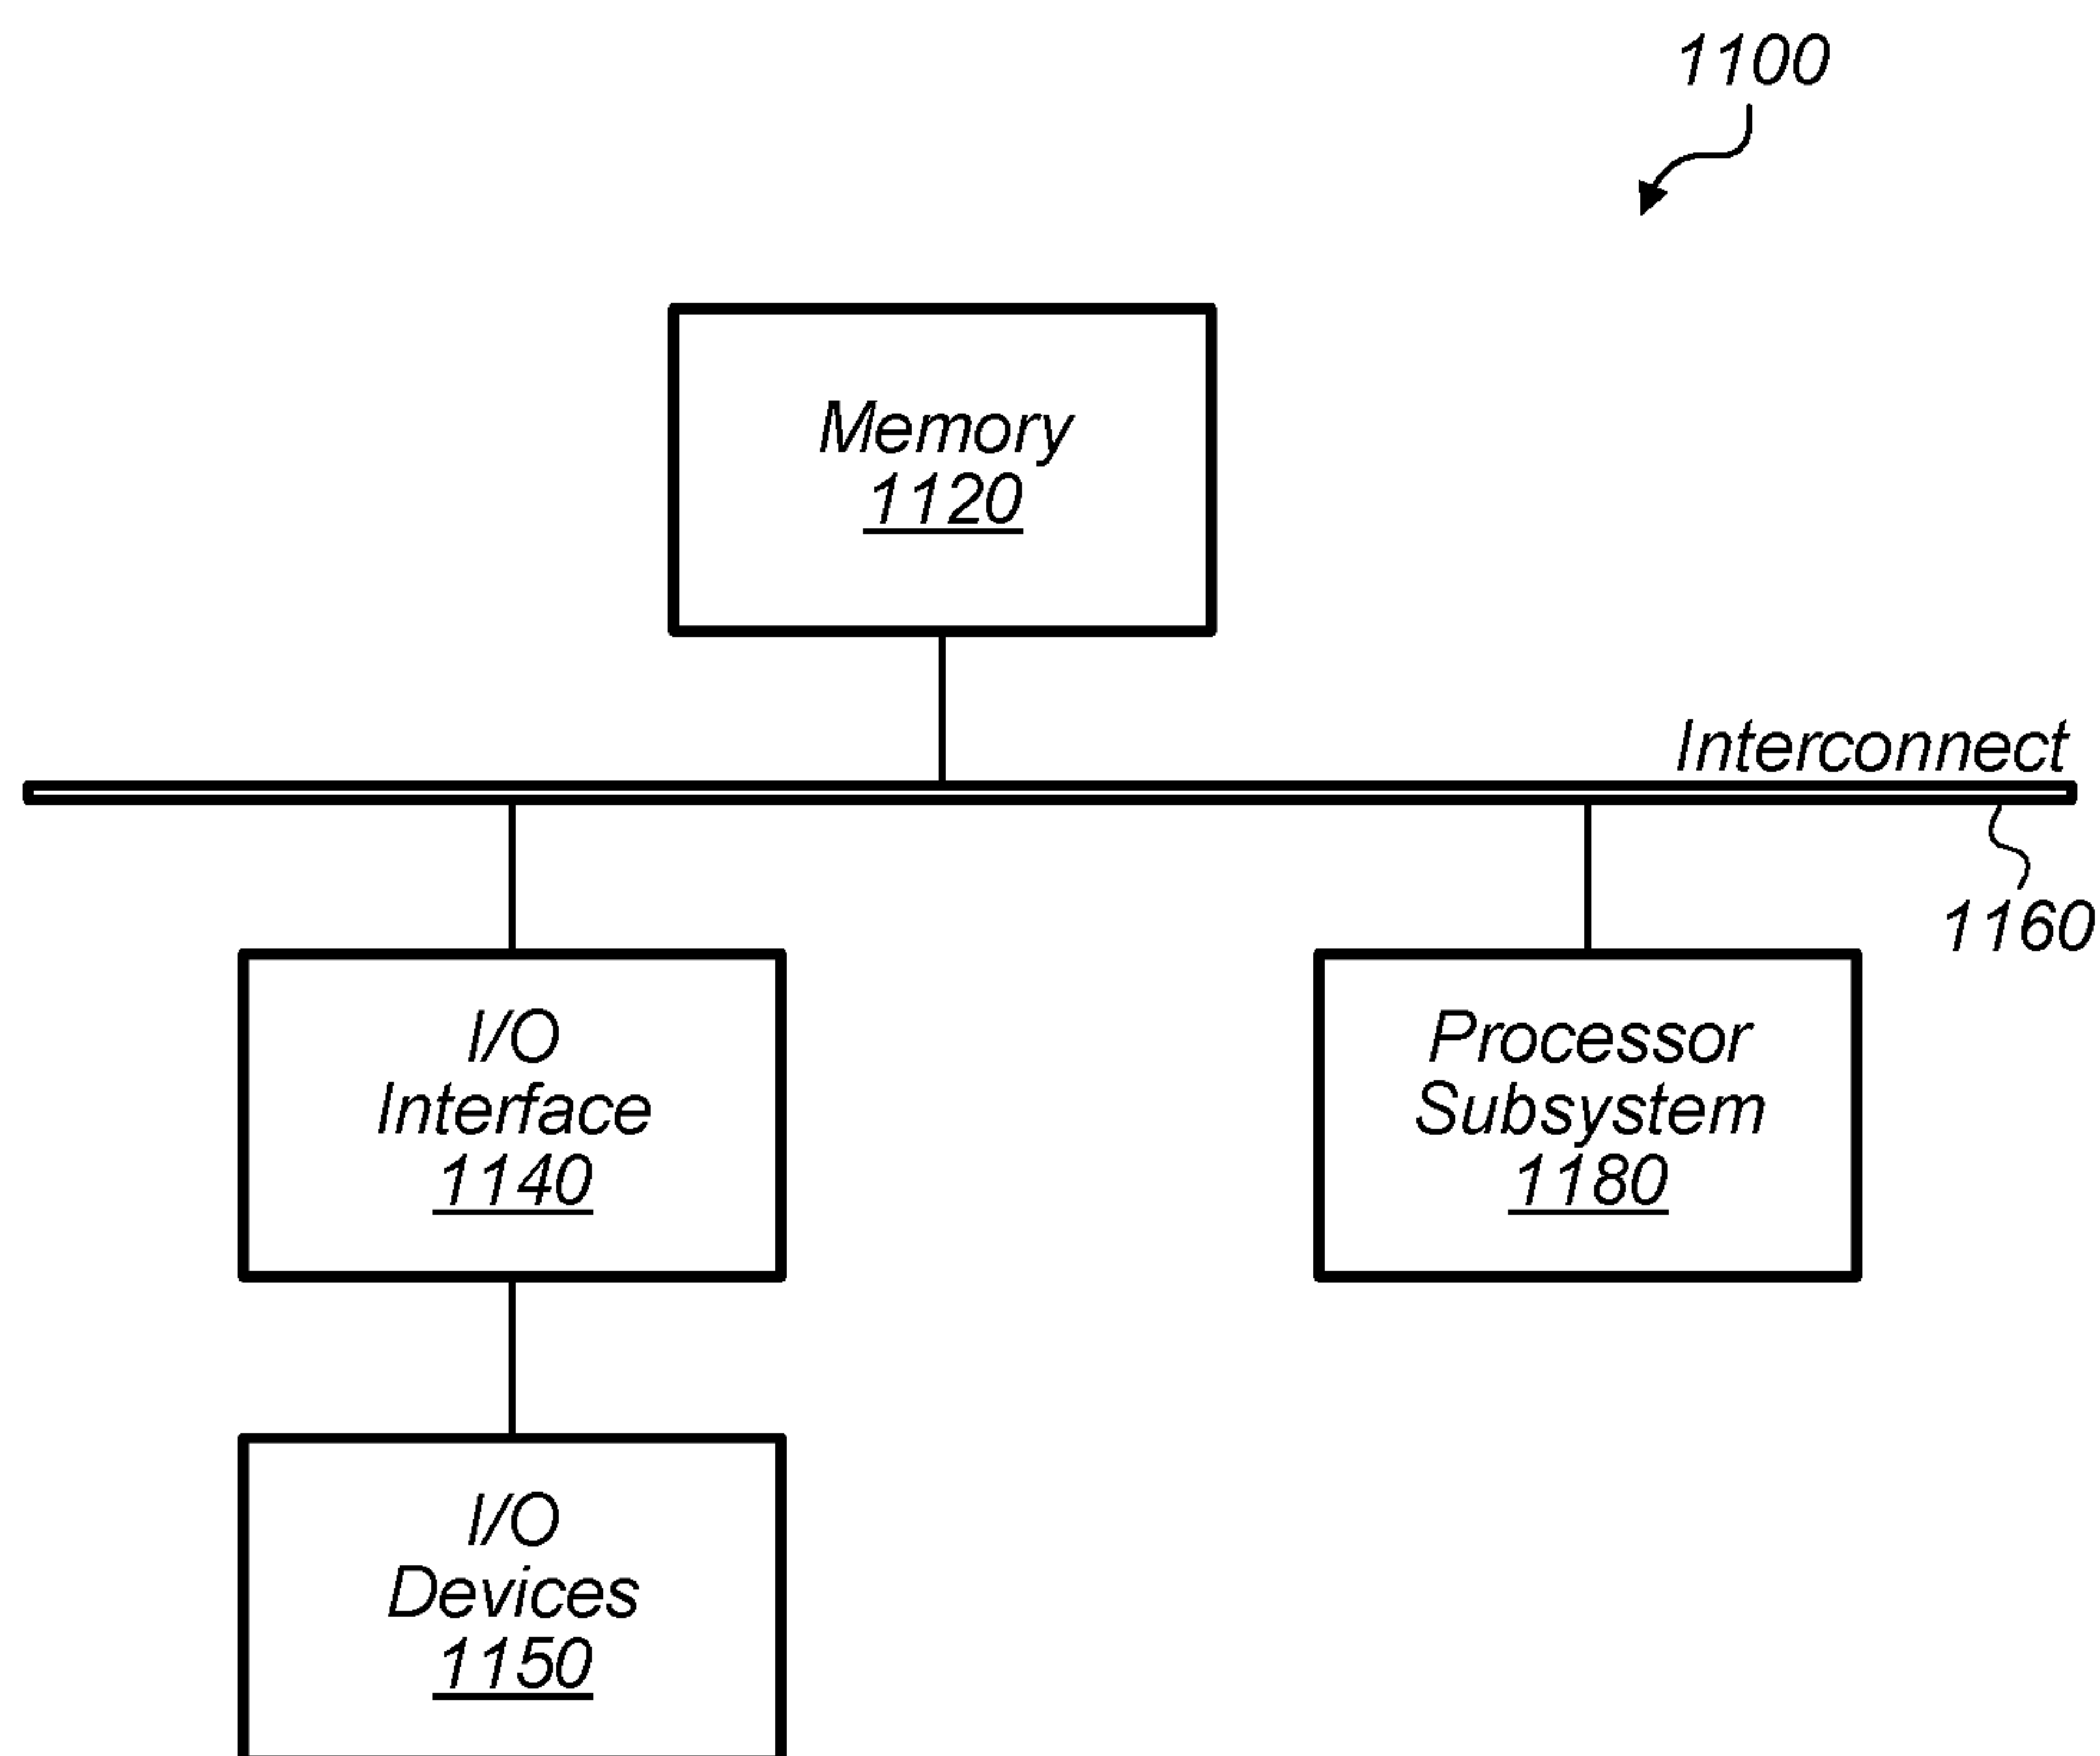 1100
Memory
1120
Interconnect
1160
I/O
Interface
1140
Processor
Subsystem
1180
I/O
Devices
1150